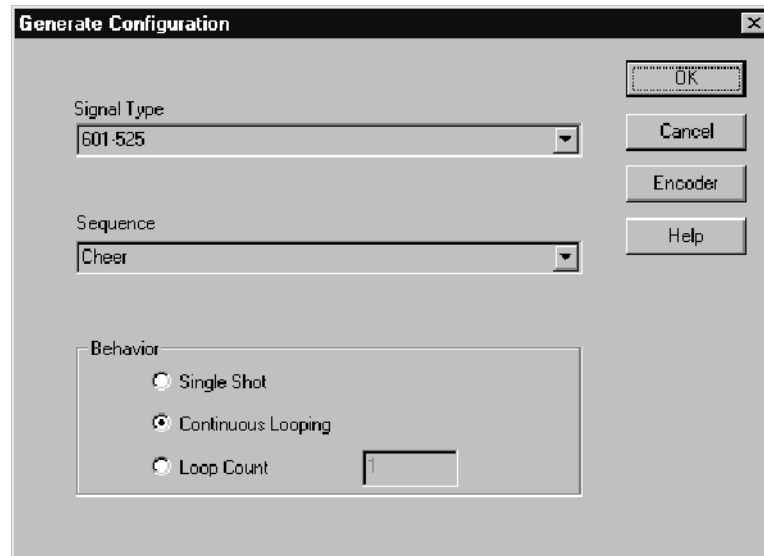 Generate Configuration
OK
Signal Type
601-525
Cancel
Encoder
Sequence
Help
Cheer
Behavior
Single Shot
Continuous Looping
Loop Count
1